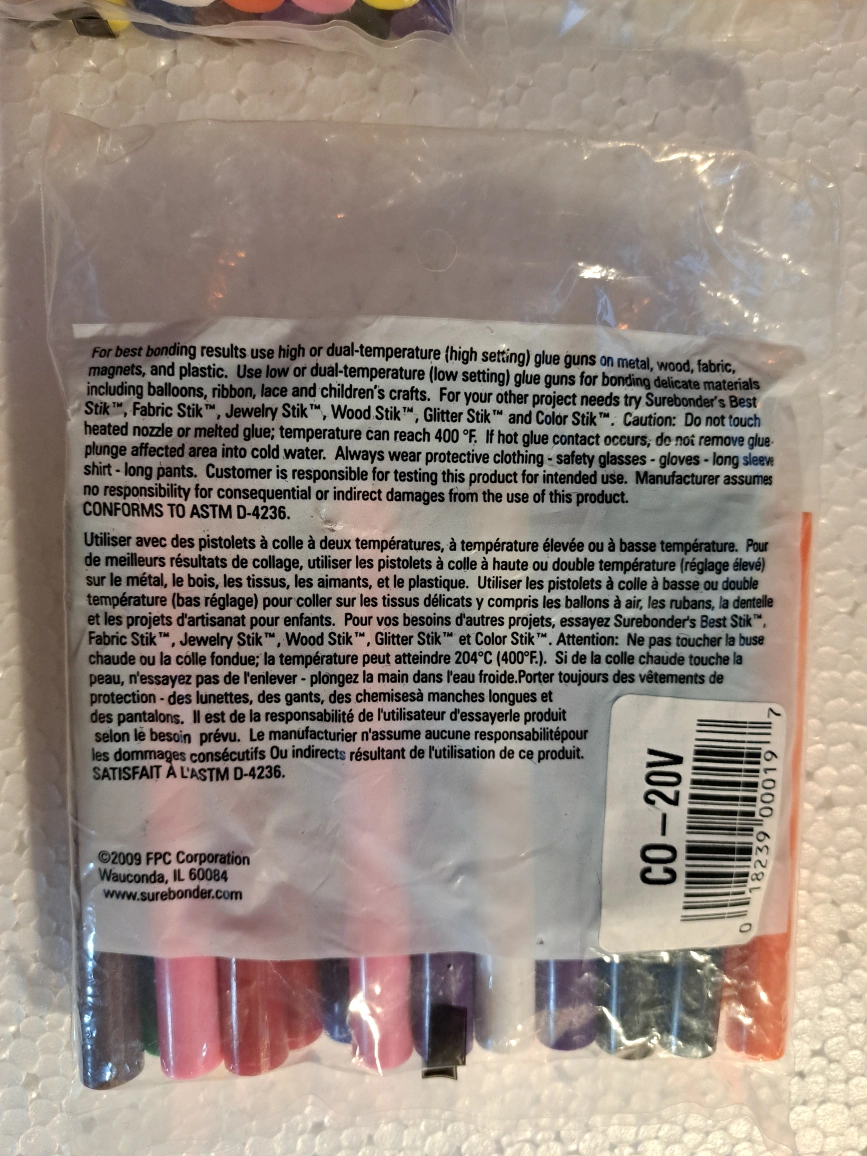 For best bonding results use high or dual-temperature (high setting) glue guns on metal, wood, fabric,
magnets, and plastic. Use low or dual-temperature (low setting) glue guns for bonding delicate materials
including balloons, ribbon, lace and children's crafts. For your other project needs try Surebonder's Best
Stik™, Fabric Stik™, Jewelry Stik™, Wood Stik™, Glitter Stik™ and Color Stik™. Caution: Do not touch
heated nozzle or melted glue; temperature can reach 400 °F. If hot glue contact occurs, do not remove glue-
plunge affected area into cold water. Always wear protective clothing - safety glasses - gloves - long sleeve
shirt - long pants. Customer is responsible for testing this product for intended use. Manufacturer assumes
no responsibility for consequential or indirect damages from the use of this product.
CONFORMS TO ASTM D-4236.
Utiliser avec des pistolets à colle à deux températures, à température élevée ou à basse température. Pour
de meilleurs résultats de collage, utiliser les pistolets à colle à haute ou double température (réglage élevé)
sur le métal, le bois, les tissus, les aimants, et le plastique. Utiliser les pistolets à colle à basse ou double
température (bas réglage) pour coller sur les tissus délicats y compris les ballons à air, les rubans, la dentelle
et les projets d'artisanat pour enfants. Pour vos besoins d'autres projets, essayez Surebonder's Best Stik™,
Fabric Stik™, Jewelry Stik™, Wood Stik™, Glitter Stik™ et Color Stik™. Attention: Ne pas toucher la buse
chaude ou la colle fondue; la température peut atteindre 204°C (400°F.). Si de la colle chaude touche la
peau, n'essayez pas de l'enlever - plongez la main dans l'eau froide.Porter toujours des vêtements de
protection - des lunettes, des gants, des chemisesà manches longues et
des pantalons. Il est de la responsabilité de l'utilisateur d'essayerle produit
selon le besoin prévu. Le manufacturier n'assume aucune responsabilitépour
les dommages consécutifs Ou indirects résultant de l'utilisation de ce produit.
SATISFAIT À L'ASTM D-4236.
©2009 FPC Corporation
Wauconda, IL 60084
www.surebonder.com
CO-20V
0 18239 00019 7